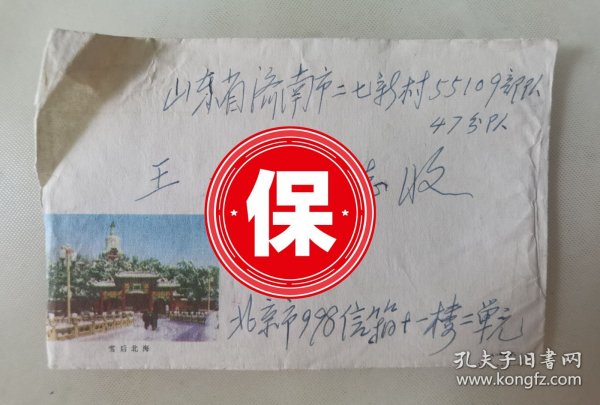 山东省济南市二七新村55109部队
47分队
王
志收
保
雪后北海
北京市998信箱十一楼二单元
孔夫子旧书网
www.kongfz.com